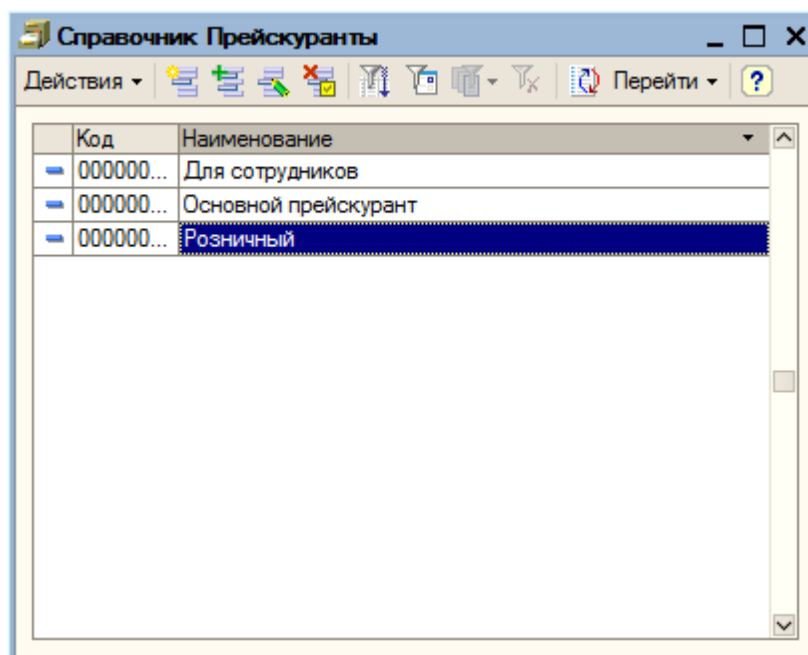 Справочник Прейскуранты
Действия Перейти ?
Код Наименование
000000... Для сотрудников
000000... Основной прейскурант
000000... Розничный